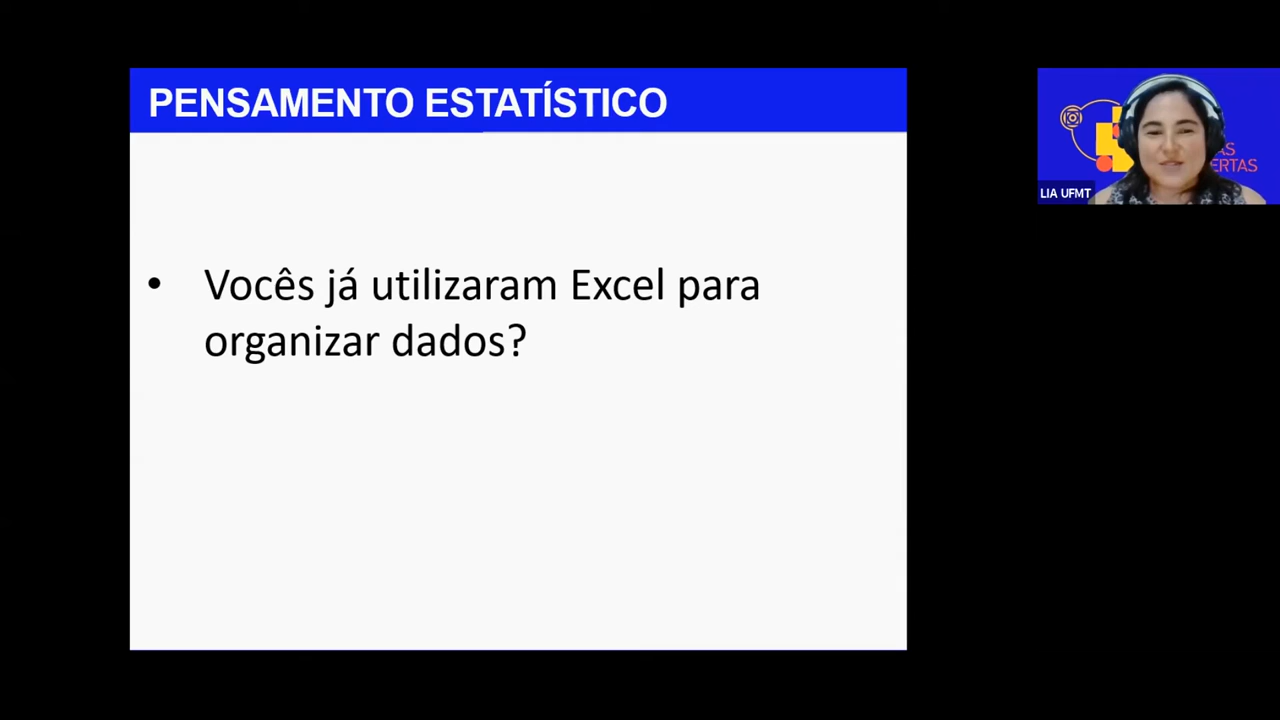 PENSAMENTO ESTATÍSTICO
• Vocês já utilizaram Excel para
organizar dados?
LIA UFMT